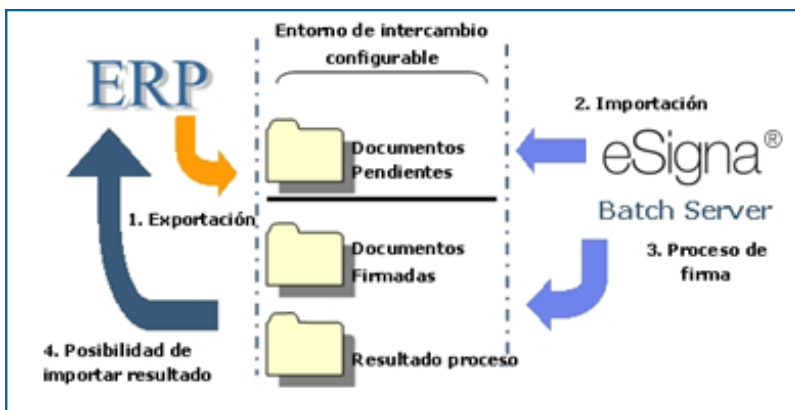 Entorno de intercambio
configurable
ERP
2. Importación
eSigna®
Batch Server
Documentos
Pendientes
1. Exportación
Documentos
Firmadas
3. Proceso de
firma
4. Posibilidad de
importar resultado
Resultado proceso